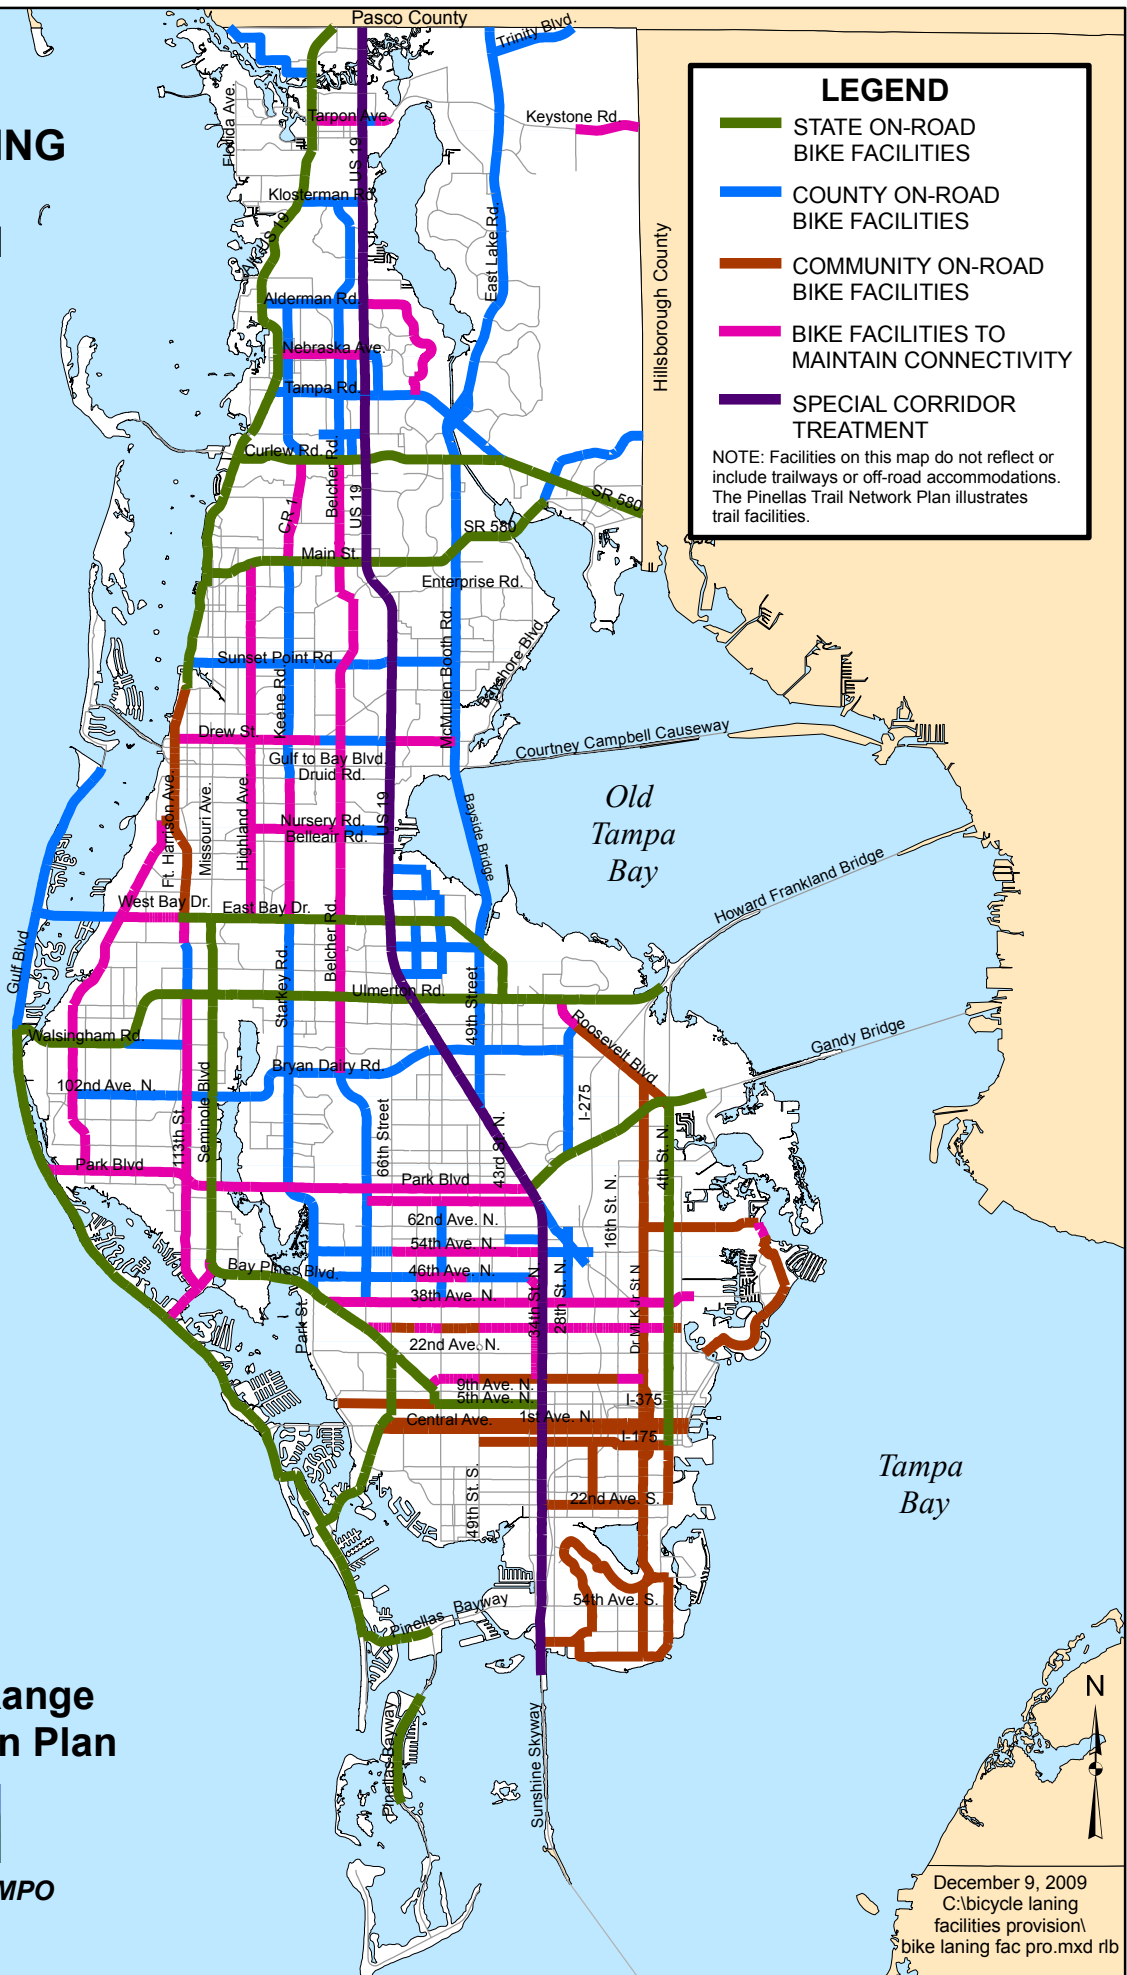 Pasco County
Trinity Blvd.
ING
LEGEND
STATE ON-ROAD
BIKE FACILITIES
COUNTY ON-ROAD
BIKE FACILITIES
COMMUNITY ON-ROAD
BIKE FACILITIES
BIKE FACILITIES TO
MAINTAIN CONNECTIVITY
SPECIAL CORRIDOR
TREATMENT
NOTE: Facilities on this map do not reflect or
include trailways or off-road accommodations.
The Pinellas Trail Network Plan illustrates
trail facilities.
Florida Ave.
Tarpon Ave.
Keystone Rd.
US 19
Klosterman Rd.
Alt. US 19
East Lake Rd.
Hillsborough County
Alderman Rd.
Nebraska Ave.
Tampa Rd.
Curlew Rd.
Belcher Rd.
CR 1
US 19
SR 580
SR 580
Main St.
Enterprise Rd.
Sunset Point Rd.
Keene Rd.
McMullen Booth Rd.
Bayshore Blvd.
Drew St.
Courtney Campbell Causeway
Gulf to Bay Blvd.
Druid Rd.
Old
Tampa
Bay
Ft. Harrison Ave.
Missouri Ave.
Highland Ave.
US 19
Bayside Bridge
Nursery Rd.
Belleair Rd.
Howard Frankland Bridge
West Bay Dr.
East Bay Dr.
Gulf Blvd.
Starkey Rd.
Belcher Rd.
49th Street
Ulmerton Rd.
Walsingham Rd.
Roosevelt Blvd.
Gandy Bridge
Bryan Dairy Rd.
102nd Ave. N.
113th St.
Seminole Blvd
66th Street
43rd St. N.
I-275
4th St. N.
Park Blvd
Park Blvd
16th St. N.
62nd Ave. N.
54th Ave. N.
Bay Pines Blvd.
46th Ave. N.
38th Ave. N.
Park St.
34th St. N
28th St. N.
Dr MLK Jr St N
22nd Ave. N.
9th Ave. N.
5th Ave. N.
I-375
Central Ave.
1st Ave. N.
I-175
49th St. S.
22nd Ave. S.
Tampa
Bay
54th Ave. S.
Pinellas Bayway
Pinellas Bayway
Sunshine Skyway
ange
n Plan
MPO
N
December 9, 2009
C:\bicycle laning
facilities provision\
bike laning fac pro.mxd rlb